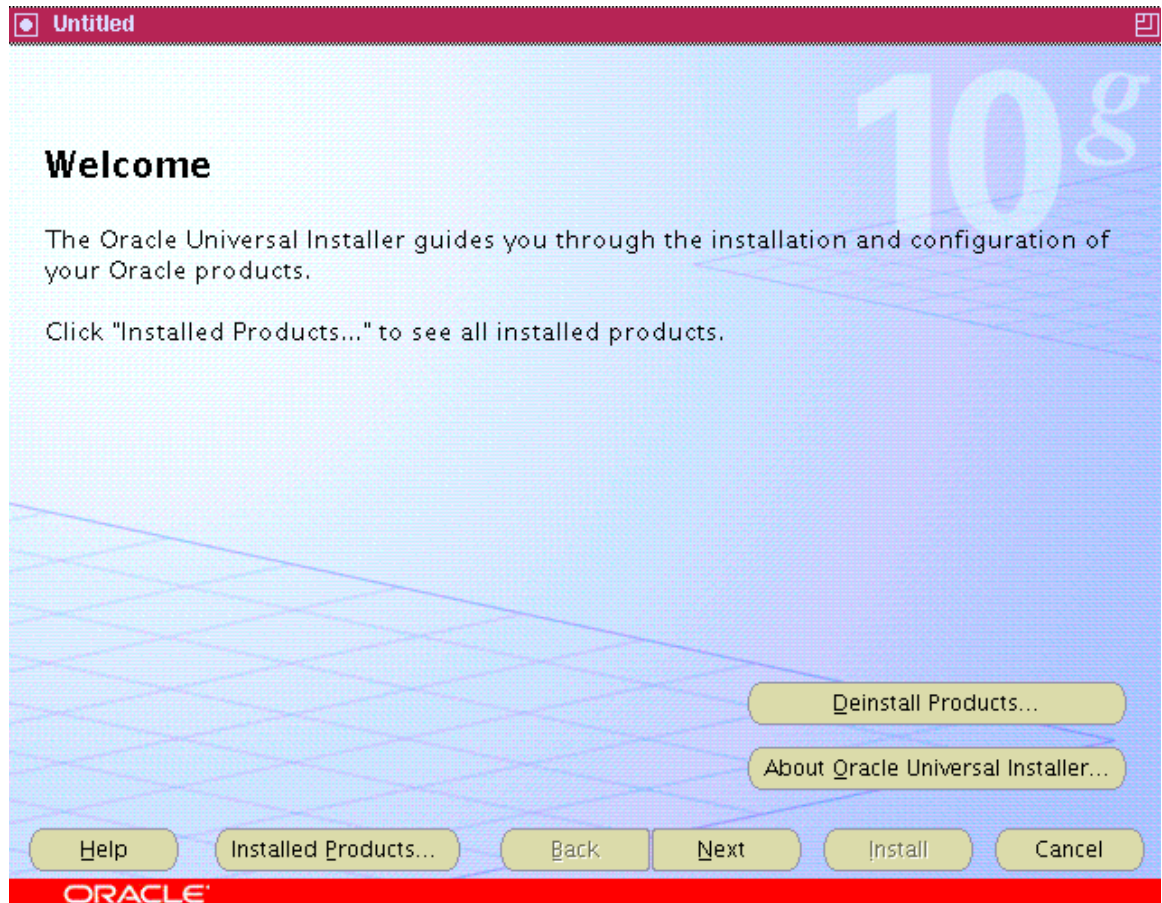 Untitled
10g
Welcome
The Oracle Universal Installer guides you through the installation and configuration of
your Oracle products.
Click "Installed Products..." to see all installed products.
Deinstall Products...
About Oracle Universal Installer...
Help Installed Products... Back Next Install Cancel
ORACLE